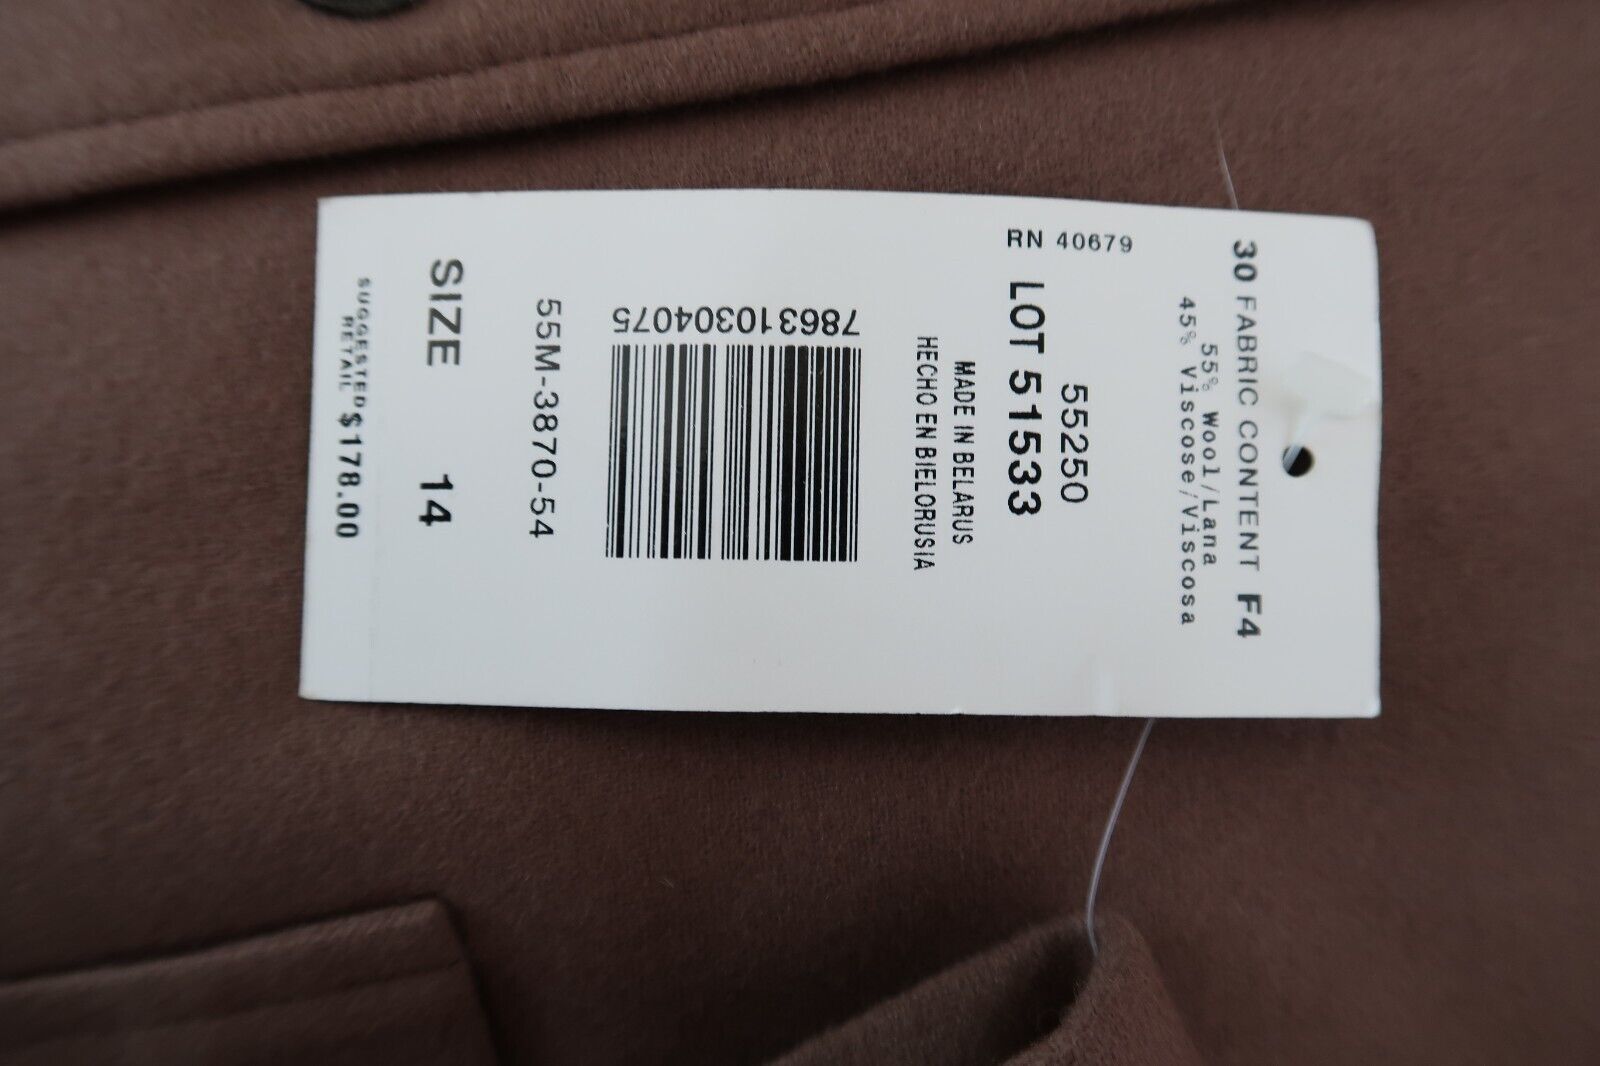 30 FABRIC CONTENT F4
55% Wool/Lana
45% Viscose/Viscosa
RN 40679
55250
LOT 51533
MADE IN BELARUS
HECHO EN BIELORUSIA
786310304075
55M-3870-54
SIZE 14
SUGGESTED
RETAIL $178.00